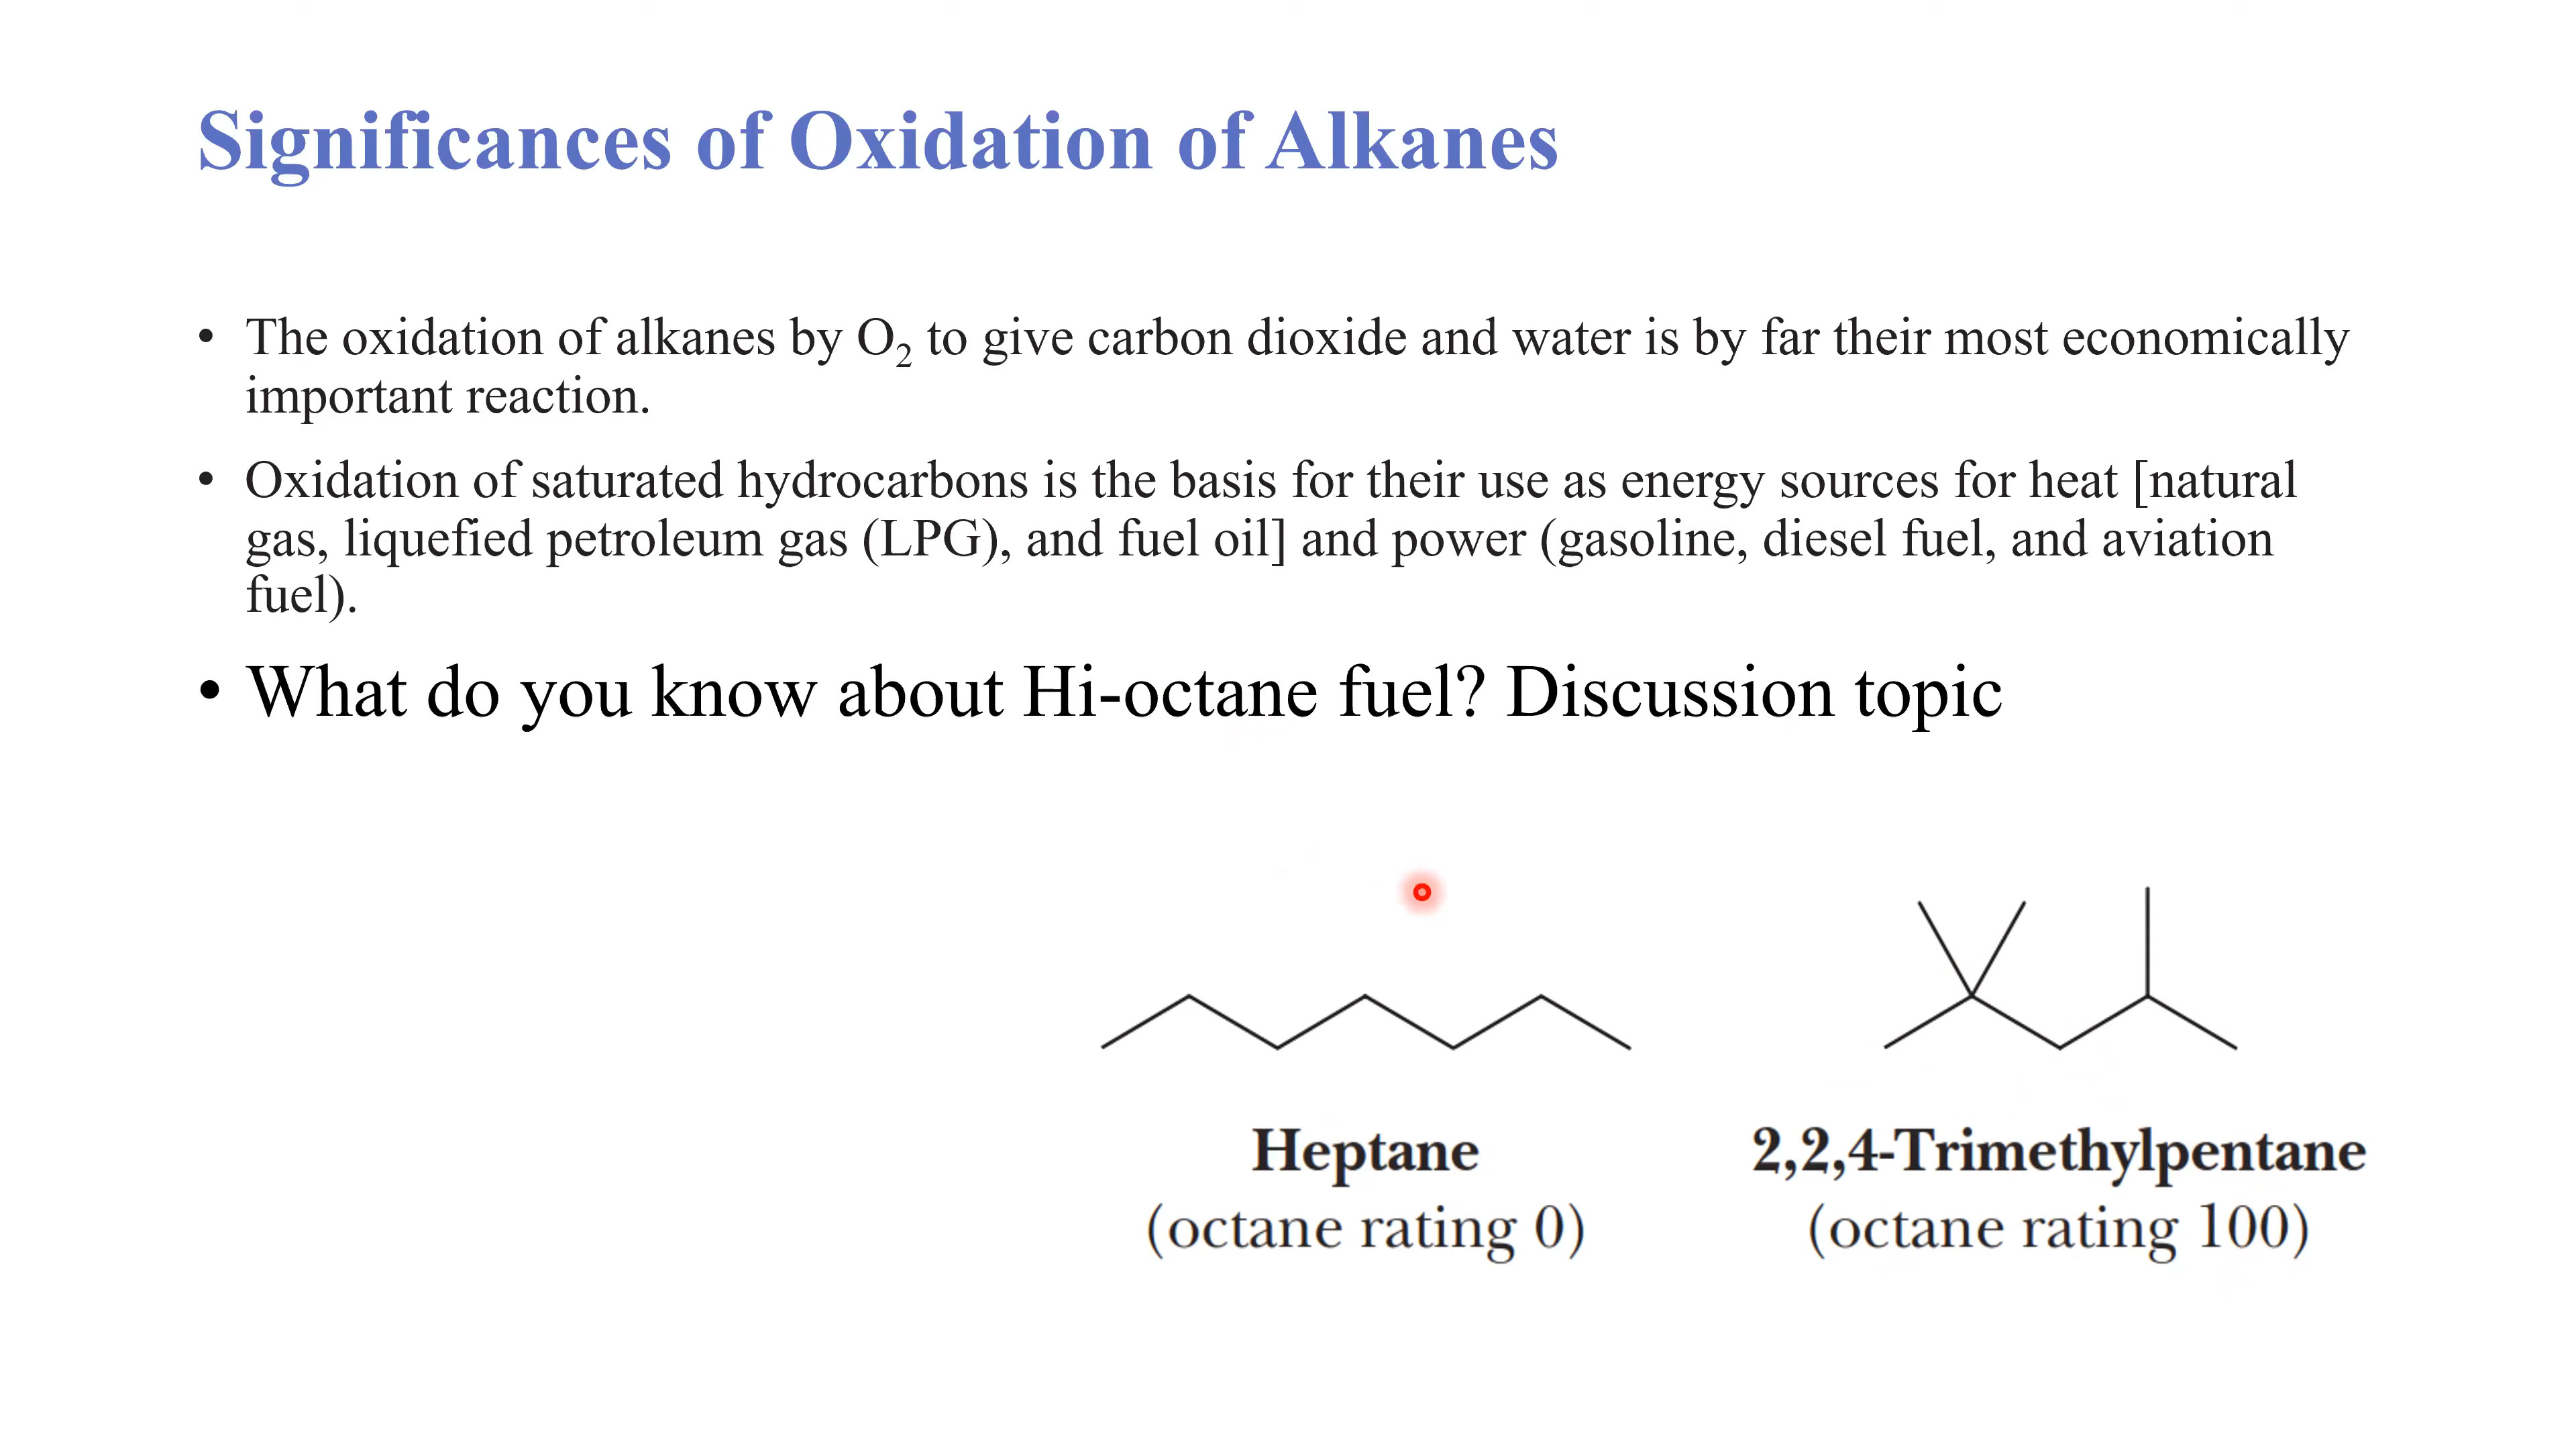 Significances of Oxidation of Alkanes
• The oxidation of alkanes by O₂ to give carbon dioxide and water is by far their most economically
important reaction.
• Oxidation of saturated hydrocarbons is the basis for their use as energy sources for heat [natural
gas, liquefied petroleum gas (LPG), and fuel oil] and power (gasoline, diesel fuel, and aviation
fuel).
• What do you know about Hi-octane fuel? Discussion topic
Heptane
(octane rating 0)
2,2,4-Trimethylpentane
(octane rating 100)